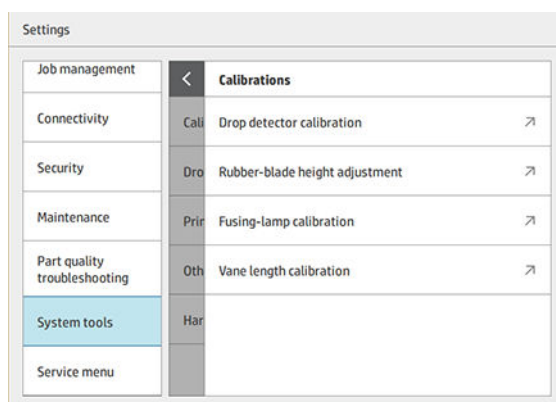 Settings
Job management
Connectivity
Security
Maintenance
Part quality
troubleshooting
System tools
Service menu
Cali
Dro
Prir
Oth
Har
Calibrations
Drop detector calibration
Rubber-blade height adjustment
Fusing-lamp calibration
Vane length calibration